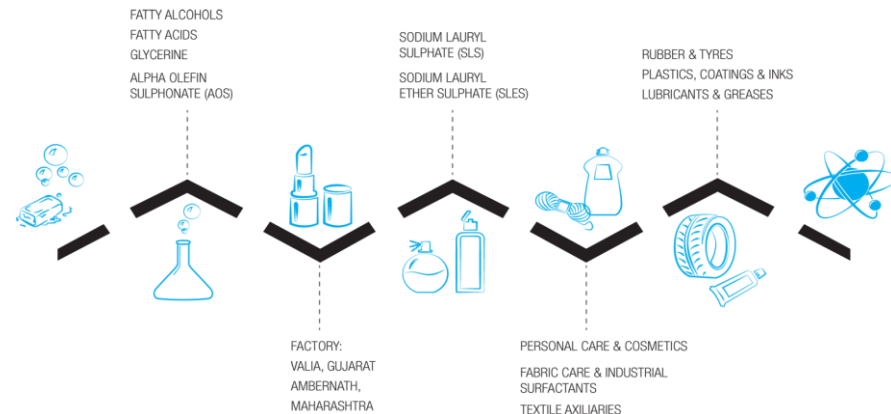 FATTY ALCOHOLS
FATTY ACIDS
GLYCERINE
ALPHA OLEFIN
SULPHONATE (AOS)
SODIUM LAURYL
SULPHATE (SLS)
SODIUM LAURYL
ETHER SULPHATE (SLES)
RUBBER & TYRES
PLASTICS, COATINGS & INKS
LUBRICANTS & GREASES
FACTORY:
VALIA, GUJARAT
AMBERNATH,
MAHARASHTRA
PERSONAL CARE & COSMETICS
FABRIC CARE & INDUSTRIAL
SURFACTANTS
TEXTILE AXILIARIES